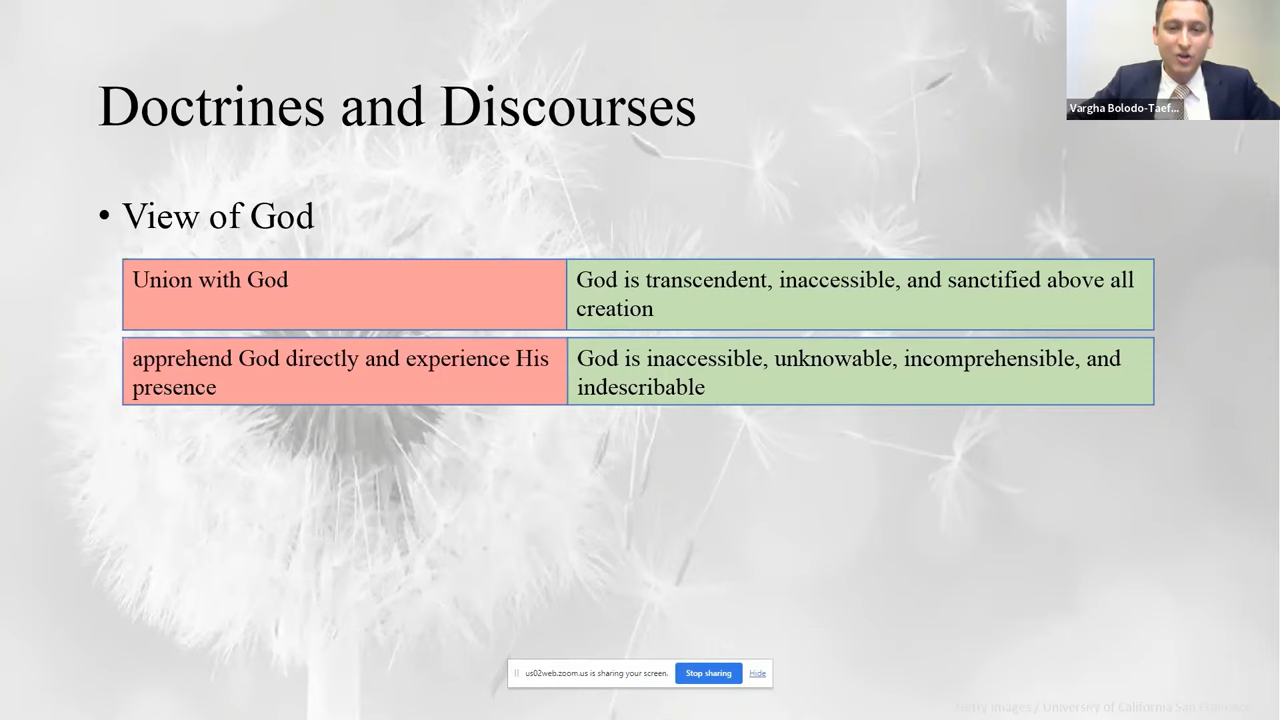 Doctrines and Discourses
Vargha Bolodo-Taef...
• View of God
Union with God
God is transcendent, inaccessible, and sanctified above all
creation
apprehend God directly and experience His
presence
God is inaccessible, unknowable, incomprehensible, and
indescribable
us02web.zoom.us is sharing your screen.
Stop sharing
Hide
Getty Images / University of California San Francisco